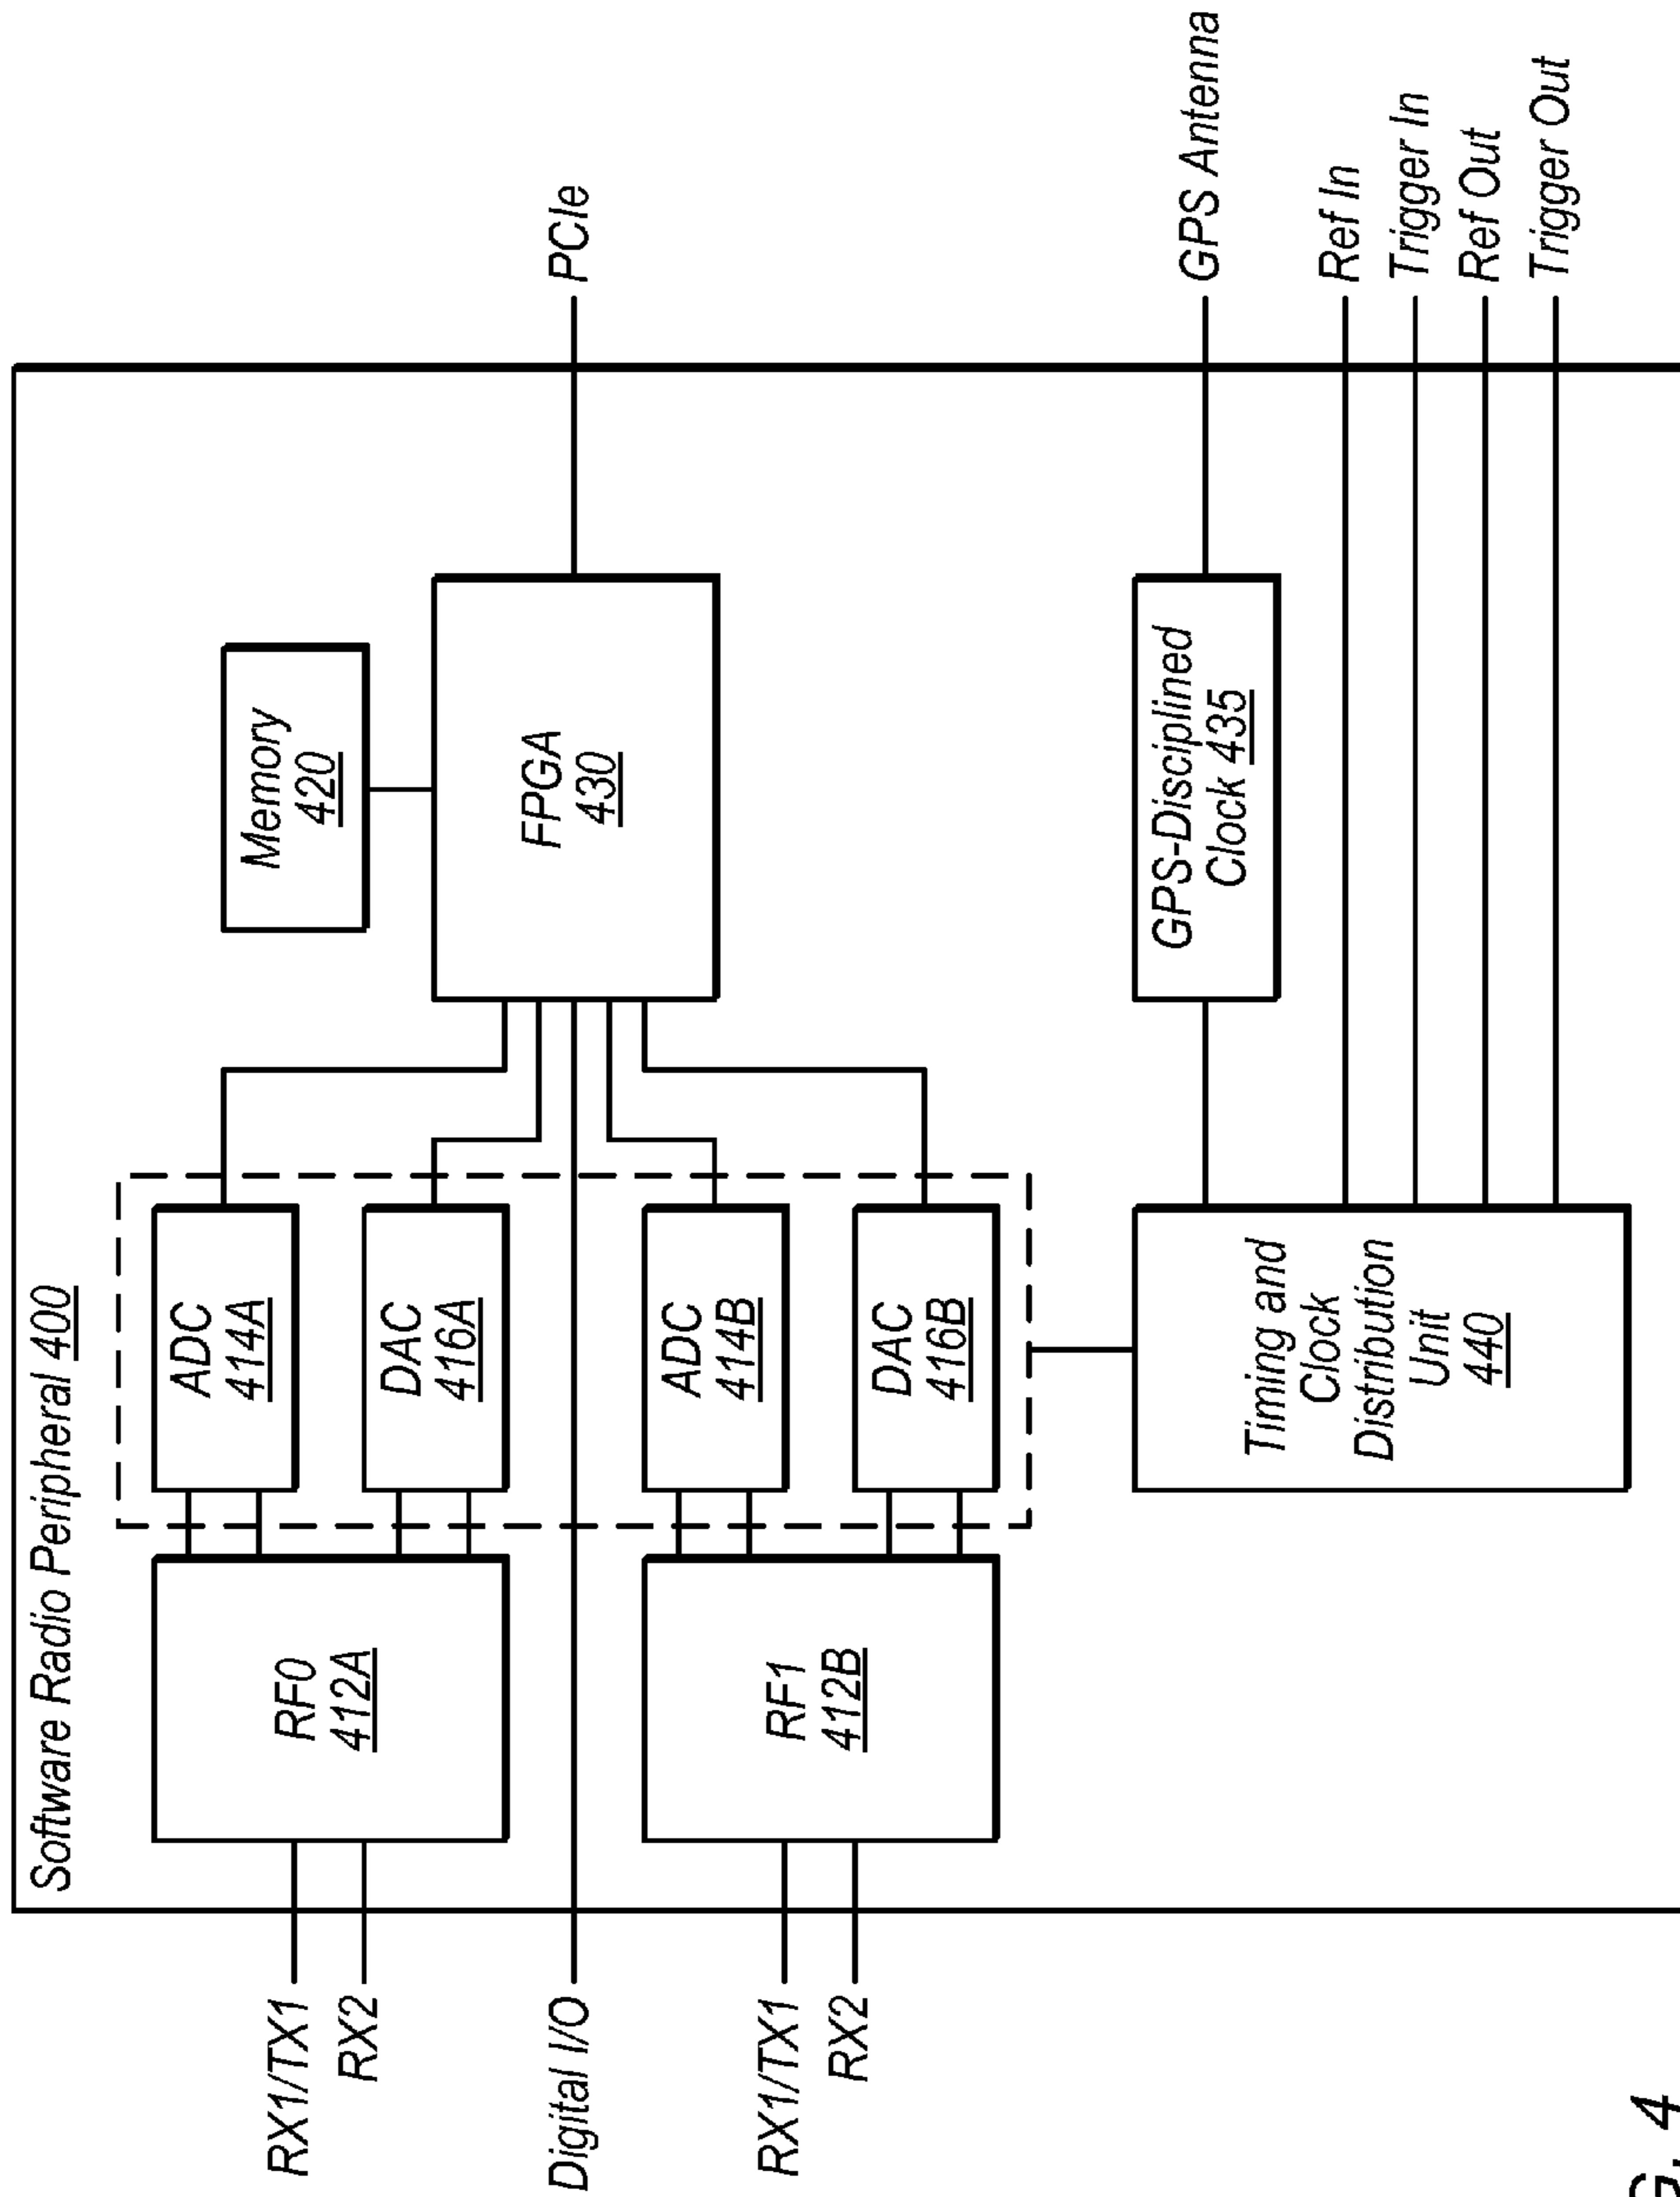 Software Radio Peripheral 400
RX1/TX1
RX2
Digital I/O
RX1/TX1
RX2
RF0
412A
RF1
412B
ADC
414A
DAC
416A
ADC
414B
DAC
416B
Memory
420
FPGA
430
PCIe
Timing and
Clock
Distribution
Unit
440
GPS-Disciplined
Clock 435
GPS Antenna
Ref In
Trigger In
Ref Out
Trigger Out
G. 4